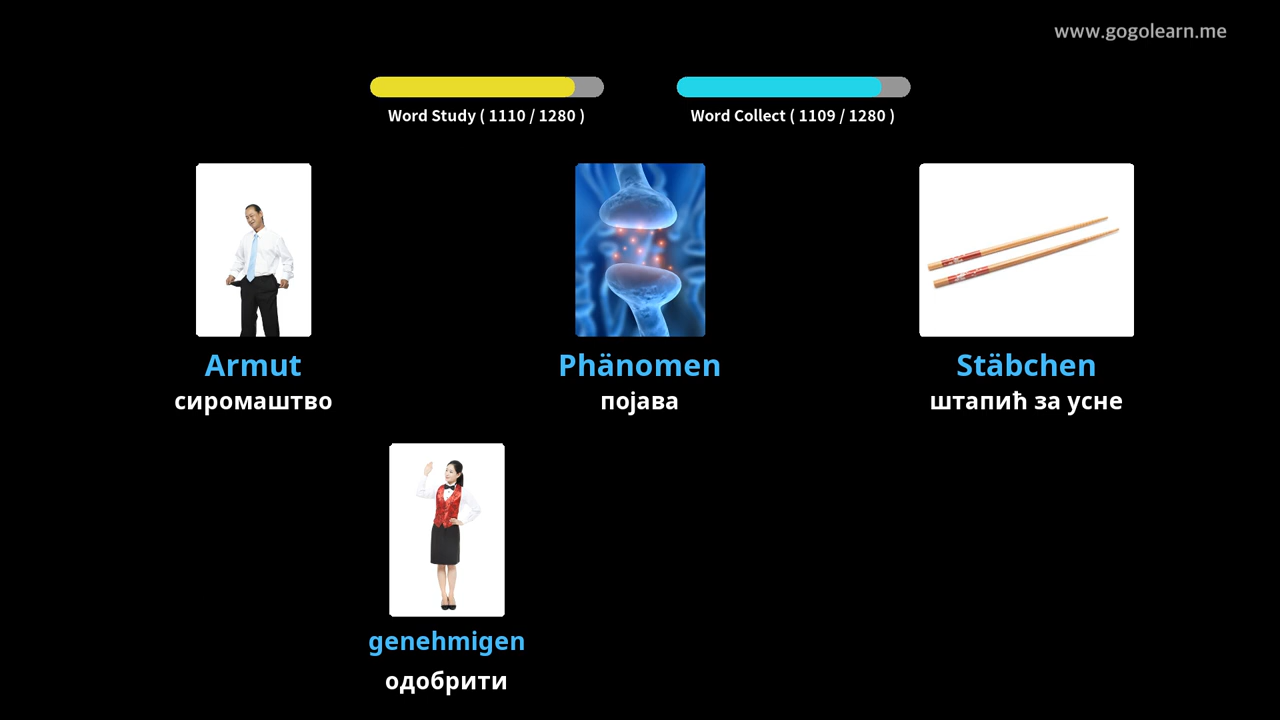 www.gogolearn.me
Word Study ( 1110 / 1280 )
Word Collect ( 1109 / 1280 )
Armut
Phänomen
Stäbchen
сиромаштво
појава
штапић за усне
genehmigen
одобрити